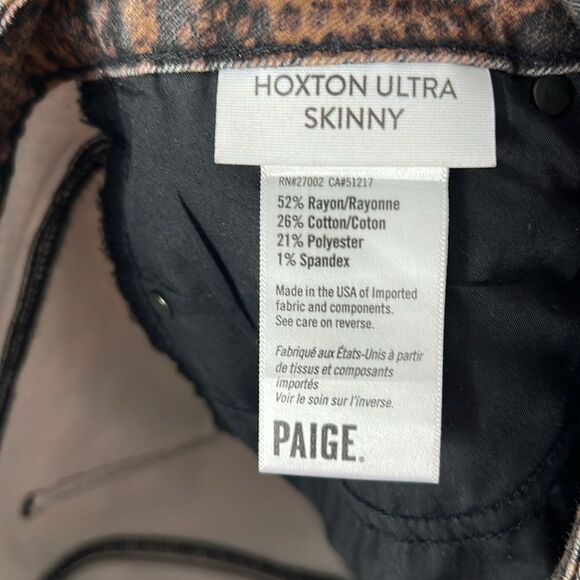 HOXTON ULTRA
SKINNY
RN#27002 CA#51217
52% Rayon/Rayonne
26% Cotton/Coton
21% Polyester
1% Spandex
Made in the USA of Imported
fabric and components.
See care on reverse.
Fabriqué aux États-Unis à partir
de tissus et composants
importés
Voir le soin sur l'inverse.
PAIGE.